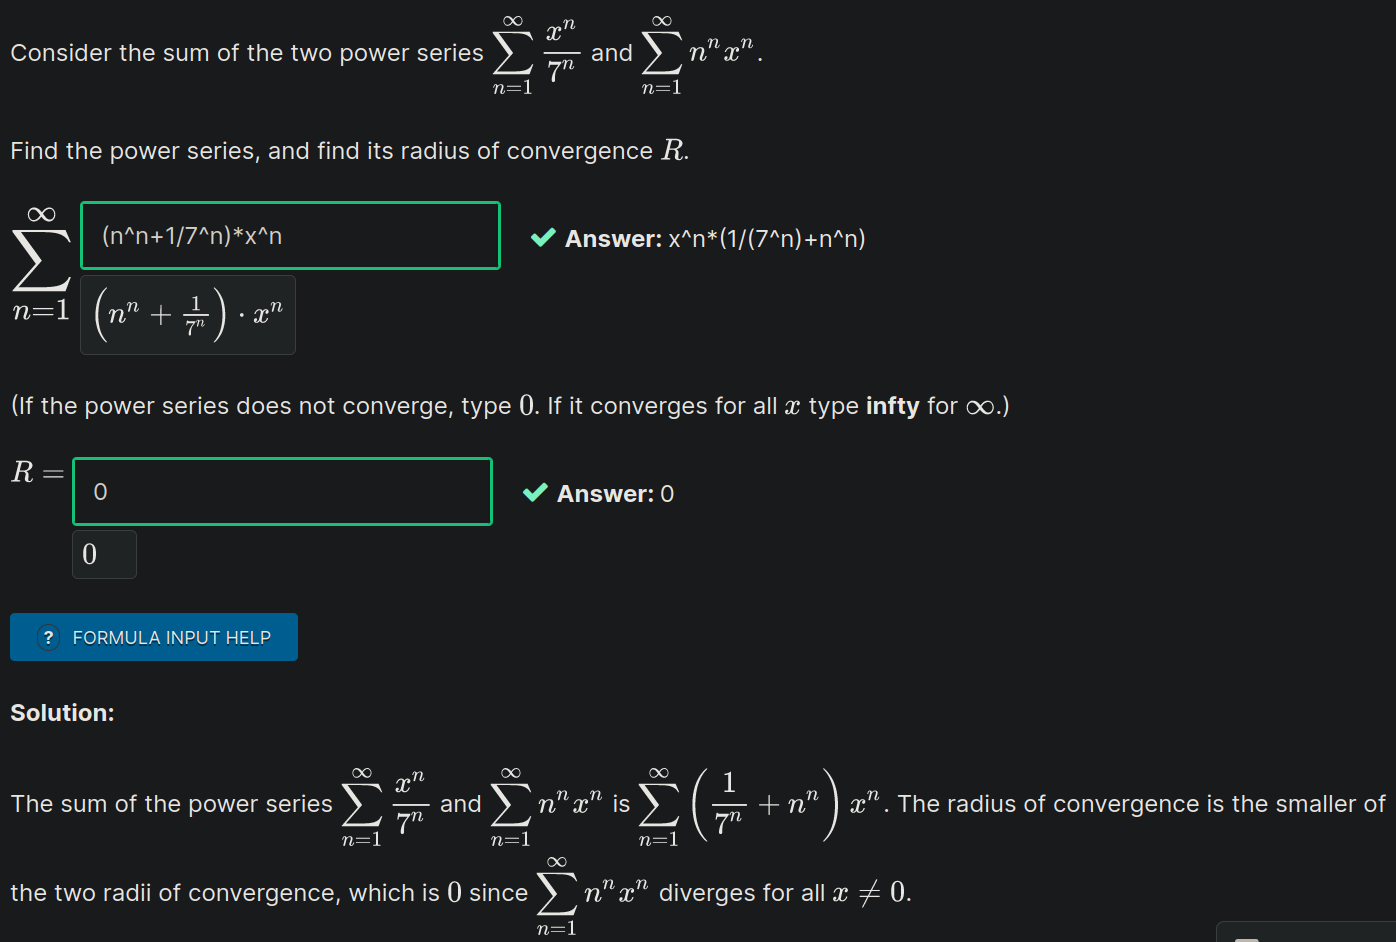 Consider the sum of the two power series $\sum_{n=1}^{\infty} \frac{x^n}{7^n}$ and $\sum_{n=1}^{\infty} n^n x^n$.
Find the power series, and find its radius of convergence $R$.
$\sum_{n=1}^{\infty}$ (n^n+1/7^n)*x^n ✔ Answer: x^n*(1/(7^n)+n^n)
$\left(n^n + \frac{1}{7^n}\right) \cdot x^n$
(If the power series does not converge, type $0$. If it converges for all $x$ type infty for $\infty$.)
$R =$ 0 ✔ Answer: 0
0
? FORMULA INPUT HELP
Solution:
The sum of the power series $\sum_{n=1}^{\infty} \frac{x^n}{7^n}$ and $\sum_{n=1}^{\infty} n^n x^n$ is $\sum_{n=1}^{\infty} \left(\frac{1}{7^n} + n^n\right) x^n$. The radius of convergence is the smaller of
the two radii of convergence, which is $0$ since $\sum_{n=1}^{\infty} n^n x^n$ diverges for all $x \neq 0$.